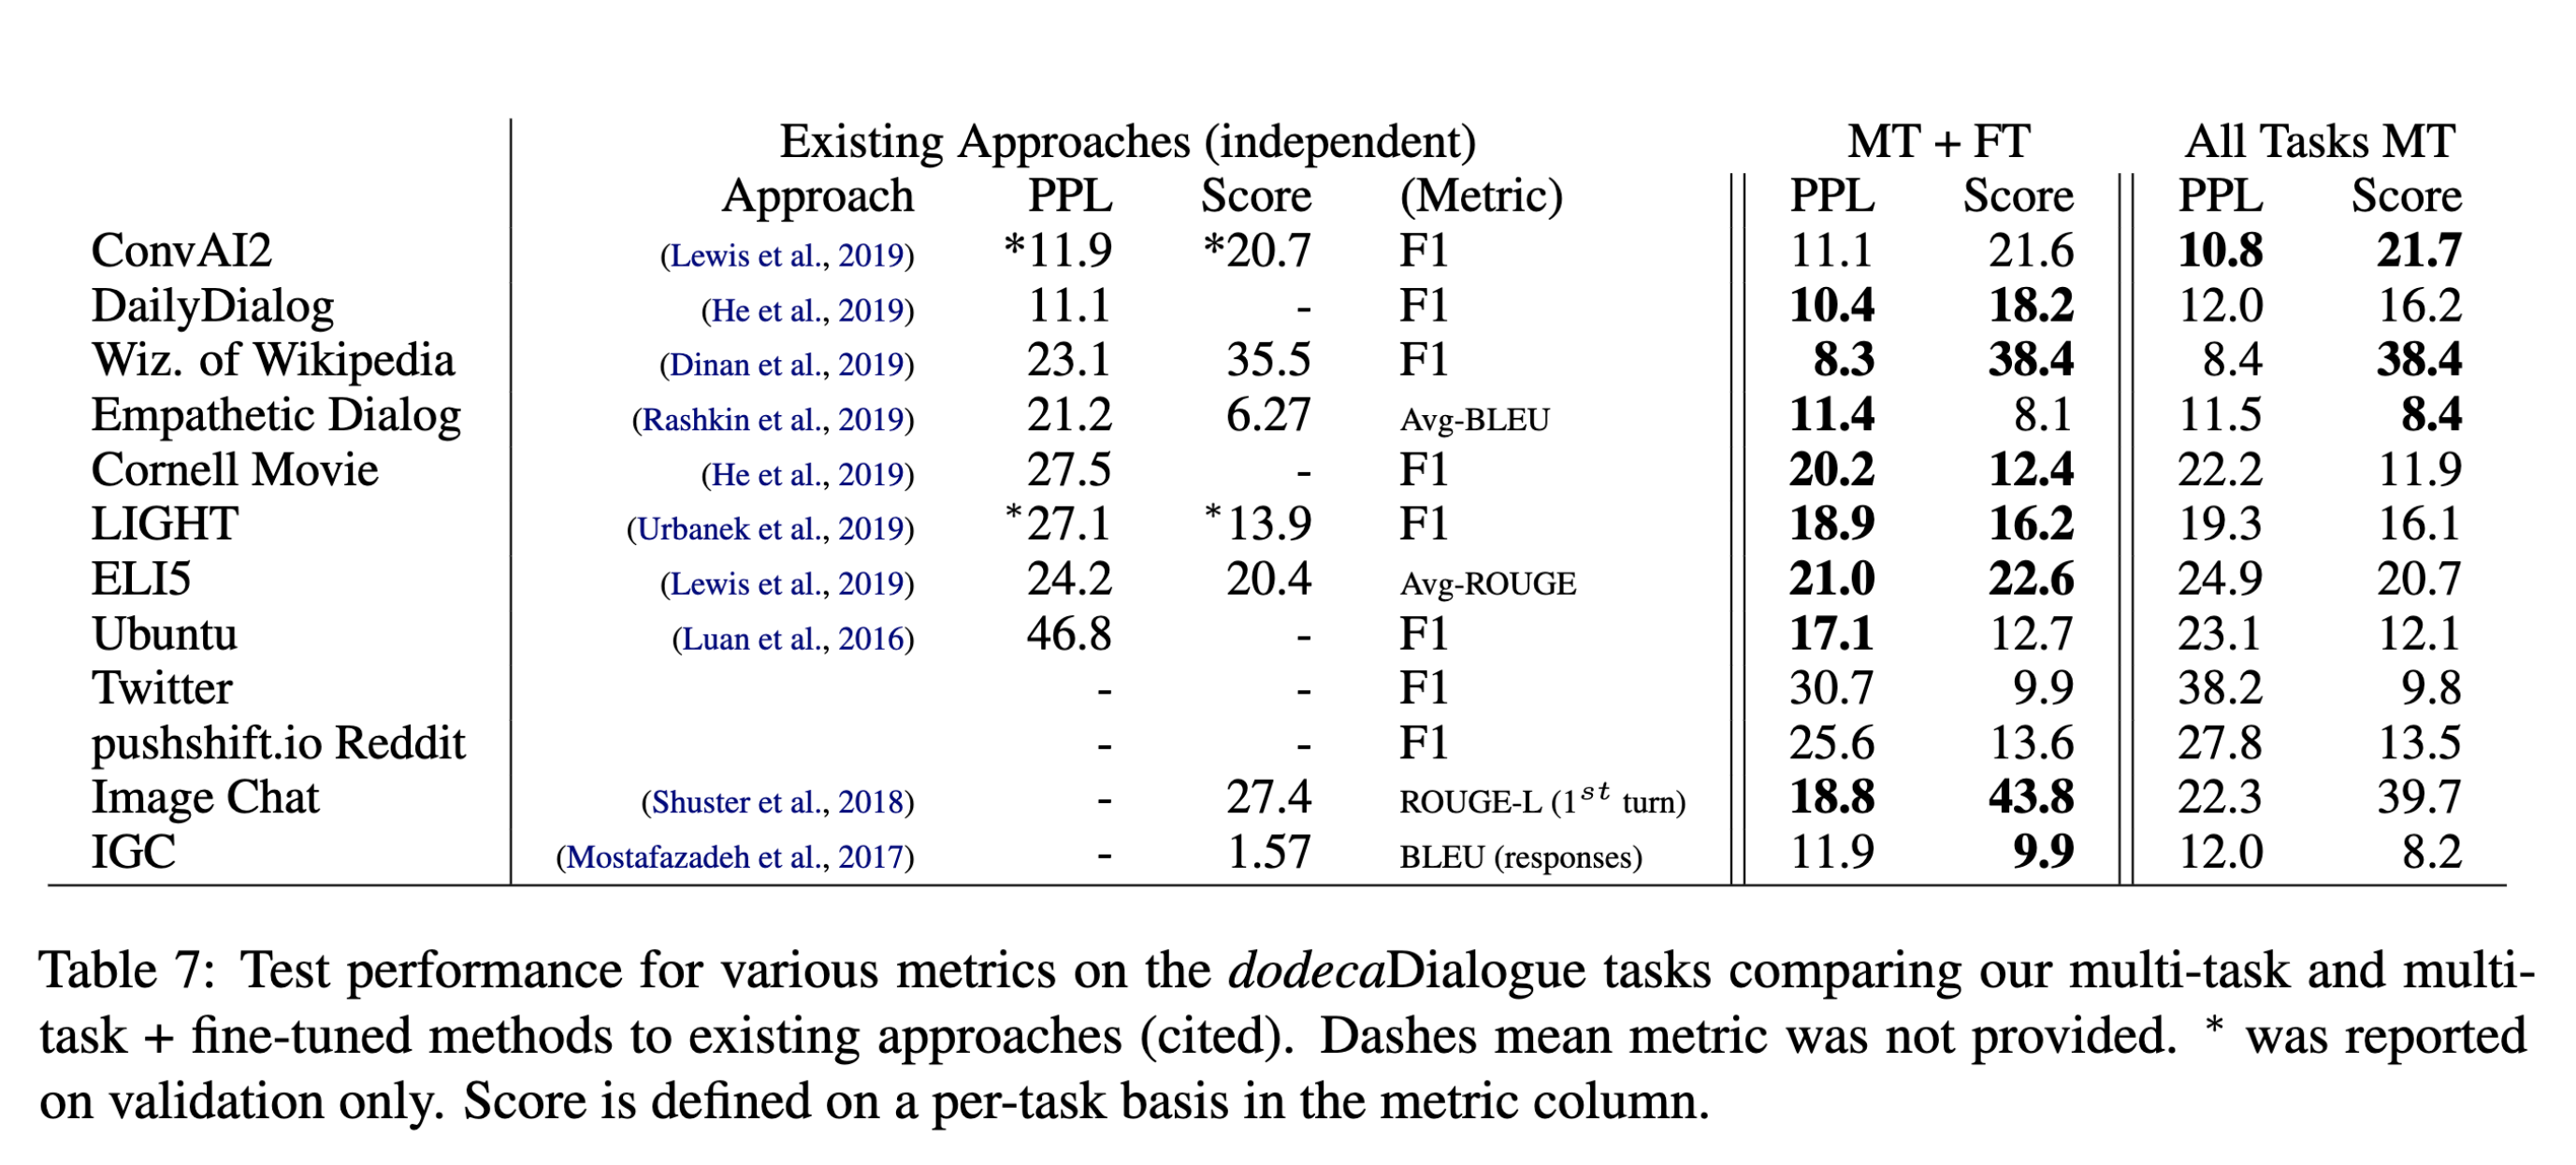 Existing Approaches (independent) MT + FT All Tasks MT
Approach PPL Score (Metric) PPL Score PPL Score
ConvAI2 (Lewis et al., 2019) *11.9 *20.7 F1 11.1 21.6 10.8 21.7
DailyDialog (He et al., 2019) 11.1 - F1 10.4 18.2 12.0 16.2
Wiz. of Wikipedia (Dinan et al., 2019) 23.1 35.5 F1 8.3 38.4 8.4 38.4
Empathetic Dialog (Rashkin et al., 2019) 21.2 6.27 Avg-BLEU 11.4 8.1 11.5 8.4
Cornell Movie (He et al., 2019) 27.5 - F1 20.2 12.4 22.2 11.9
LIGHT (Urbanek et al., 2019) *27.1 *13.9 F1 18.9 16.2 19.3 16.1
ELI5 (Lewis et al., 2019) 24.2 20.4 Avg-ROUGE 21.0 22.6 24.9 20.7
Ubuntu (Luan et al., 2016) 46.8 - F1 17.1 12.7 23.1 12.1
Twitter - - F1 30.7 9.9 38.2 9.8
pushshift.io Reddit - - F1 25.6 13.6 27.8 13.5
Image Chat (Shuster et al., 2018) - 27.4 ROUGE-L (1st turn) 18.8 43.8 22.3 39.7
IGC (Mostafazadeh et al., 2017) - 1.57 BLEU (responses) 11.9 9.9 12.0 8.2
Table 7: Test performance for various metrics on the dodecaDialogue tasks comparing our multi-task and multi-
task + fine-tuned methods to existing approaches (cited). Dashes mean metric was not provided. * was reported
on validation only. Score is defined on a per-task basis in the metric column.